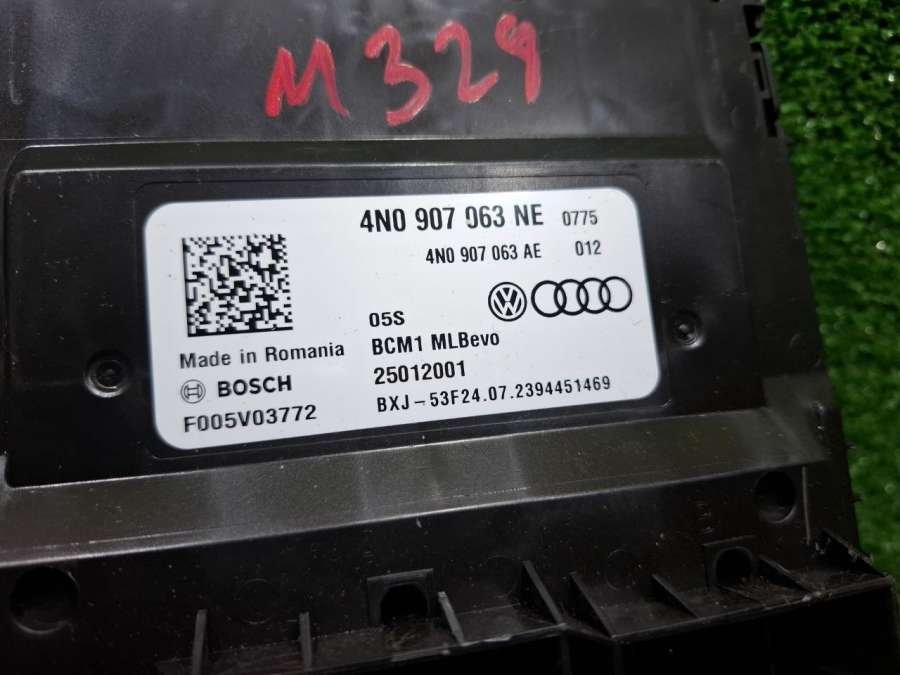 M329
4N0 907 063 NE 0775
4N0 907 063 AE 012
05S
BCM1 MLBevo
25012001
BXJ-53F24.07.2394451469
Made in Romania
BOSCH
F005V03772